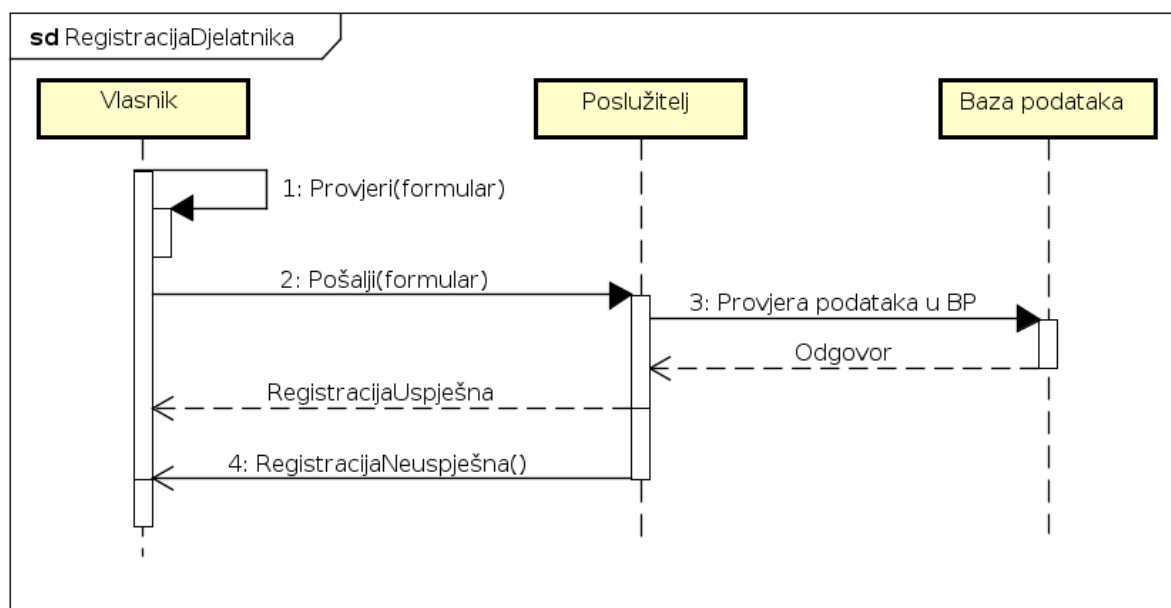 sd RegistracijaDjelatnika
Vlasnik
Poslužitelj
Baza podataka
1: Provjeri(formular)
2: Pošalji(formular)
3: Provjera podataka u BP
Odgovor
RegistracijaUspješna
4: RegistracijaNeuspješna()